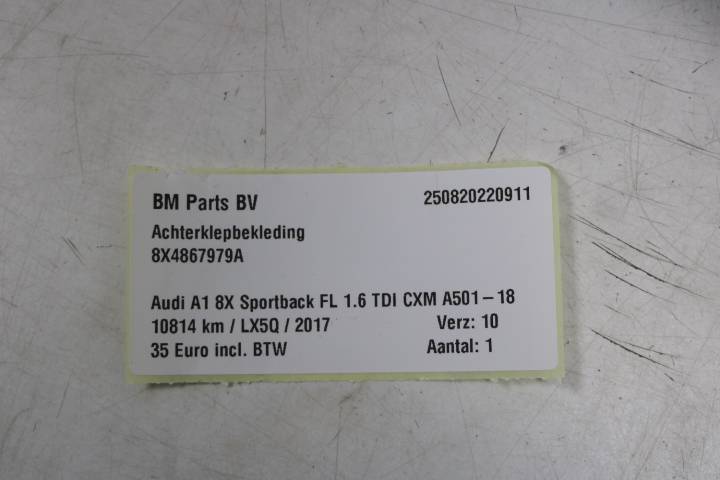 BM Parts BV 250820220911
Achterklepbekleding
8X4867979A
Audi A1 8X Sportback FL 1.6 TDI CXM A501-18
10814 km / LX5Q / 2017 Verz: 10
35 Euro incl. BTW Aantal: 1